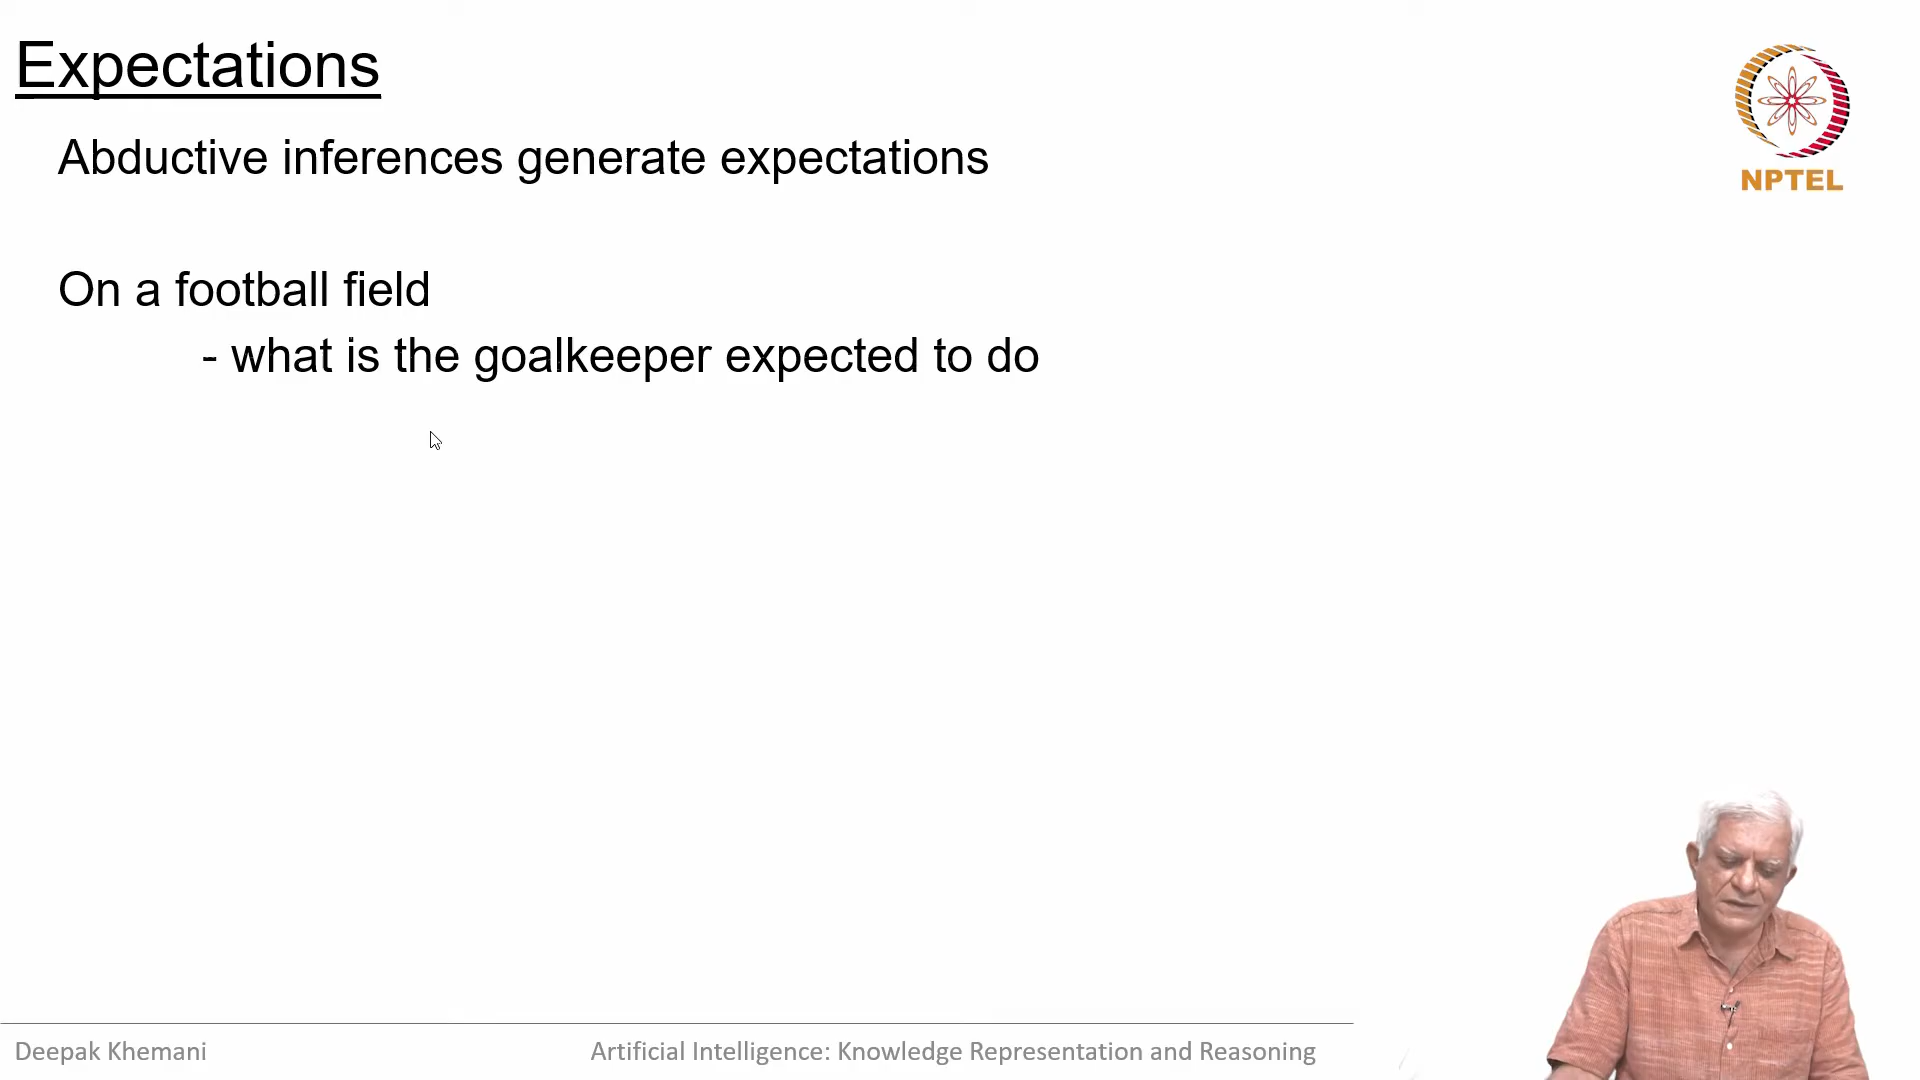 Expectations
NPTEL
Abductive inferences generate expectations
On a football field
- what is the goalkeeper expected to do
Deepak Khemani
Artificial Intelligence: Knowledge Representation and Reasoning